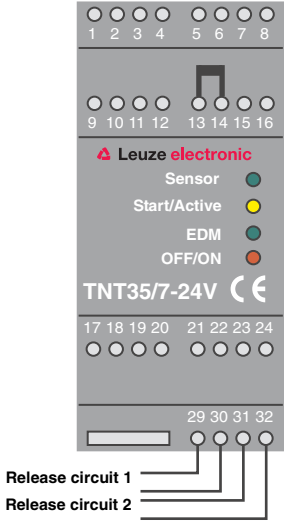 1 2 3 4 5 6 7 8
9 10 11 12 13 14 15 16
Leuze electronic
Sensor
Start/Active
EDM
OFF/ON
TNT35/7-24V CE
17 18 19 20 21 22 23 24
29 30 31 32
Release circuit 1
Release circuit 2